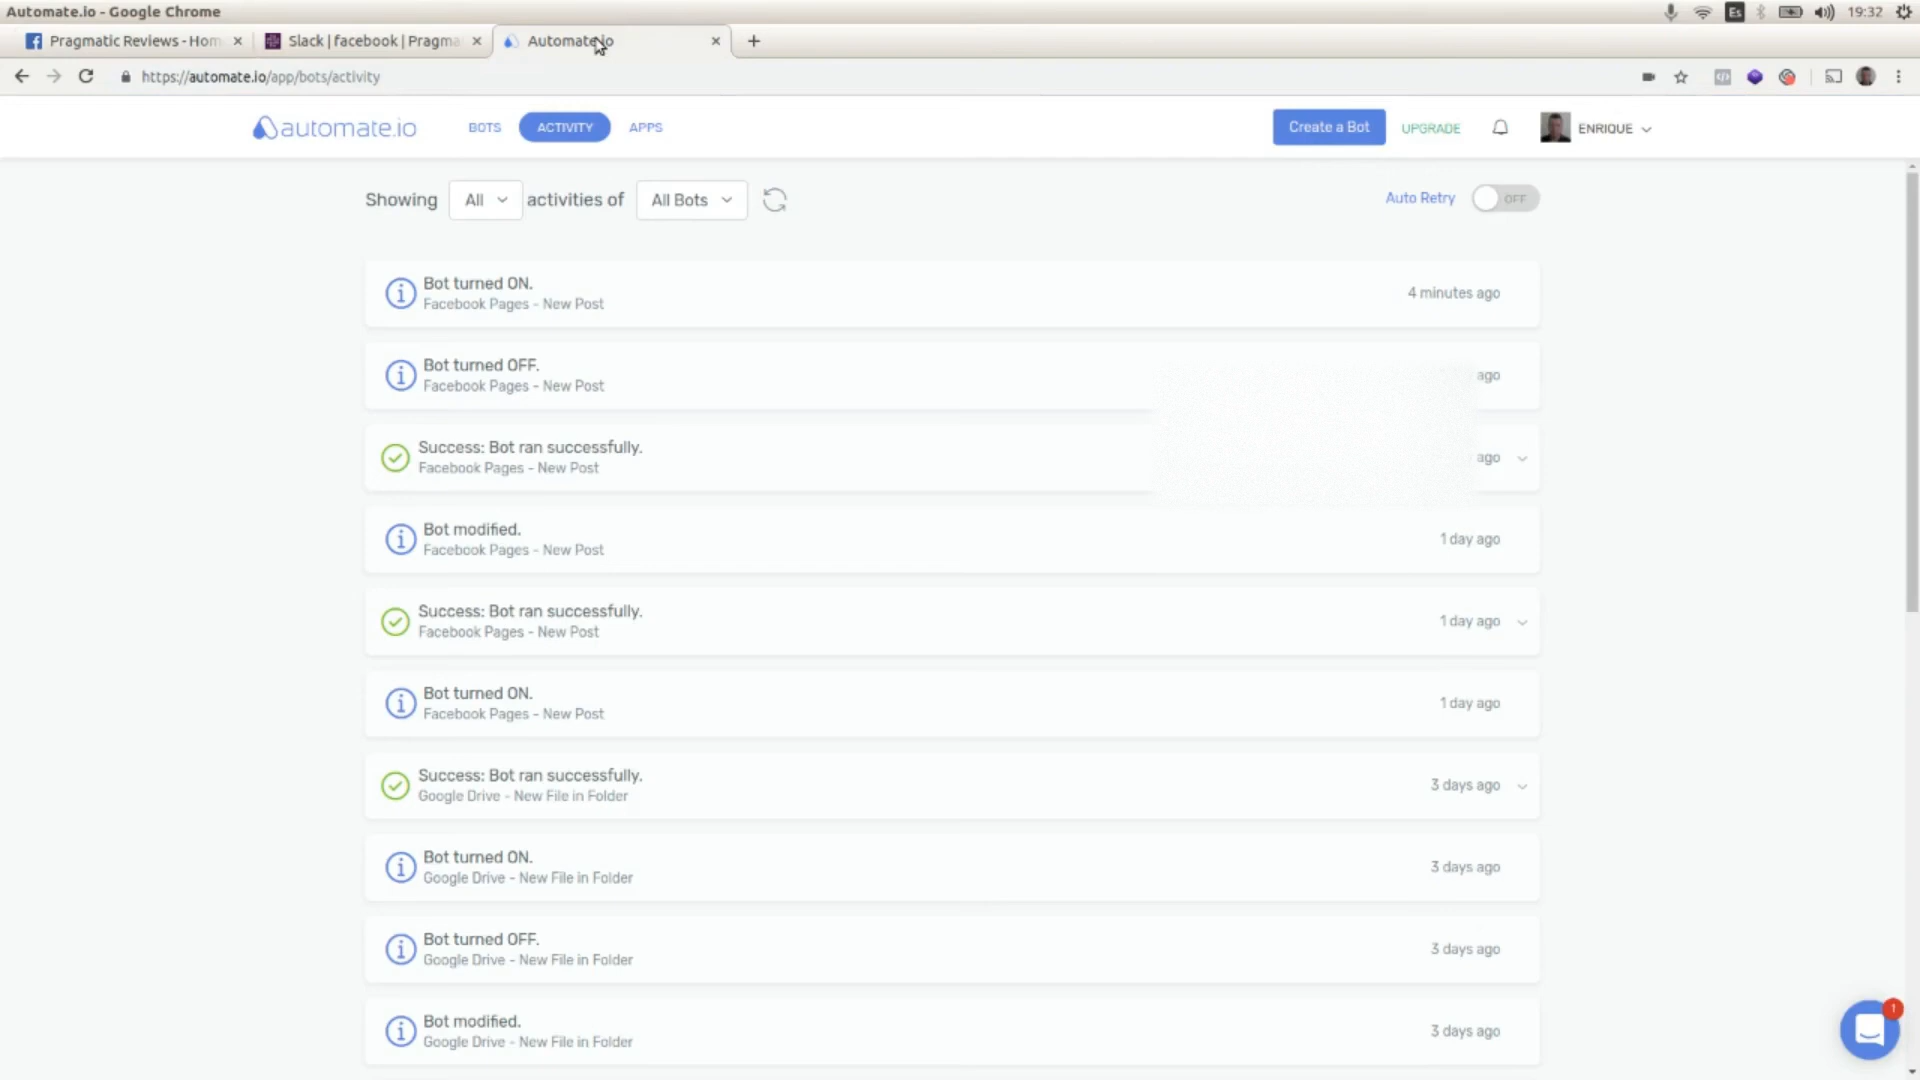 Automate.io - Google Chrome
Es
19:32
Pragmatic Reviews - Hom
Slack | facebook | Pragma
Automate.io
https://automate.io/app/bots/activity
automate.io
BOTS
ACTIVITY
APPS
Create a Bot
UPGRADE
ENRIQUE
Showing
All
activities of
All Bots
Auto Retry
OFF
Bot turned ON.
Facebook Pages - New Post
4 minutes ago
Bot turned OFF.
Facebook Pages - New Post
ago
Success: Bot ran successfully.
Facebook Pages - New Post
ago
Bot modified.
Facebook Pages - New Post
1 day ago
Success: Bot ran successfully.
Facebook Pages - New Post
1 day ago
Bot turned ON.
Facebook Pages - New Post
1 day ago
Success: Bot ran successfully.
Google Drive - New File in Folder
3 days ago
Bot turned ON.
Google Drive - New File in Folder
3 days ago
Bot turned OFF.
Google Drive - New File in Folder
3 days ago
Bot modified.
Google Drive - New File in Folder
3 days ago
1